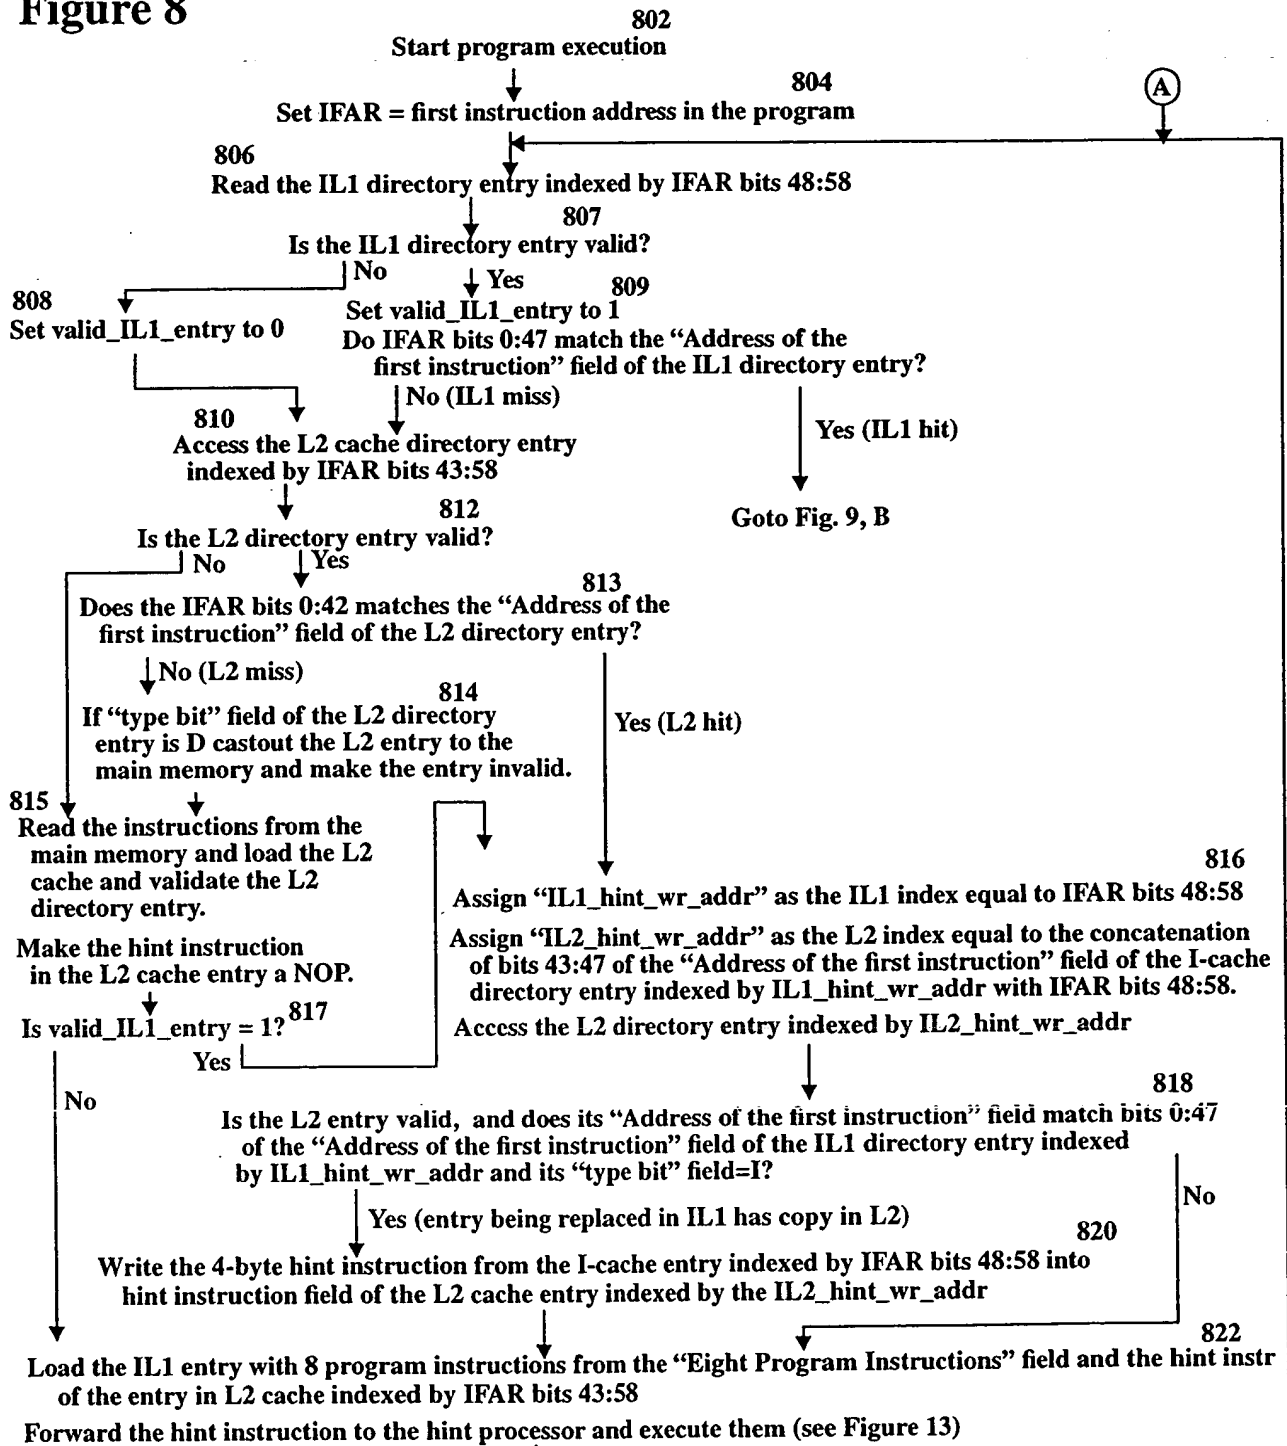 Figure 8
802
Start program execution
804
Set IFAR = first instruction address in the program
A
806
Read the IL1 directory entry indexed by IFAR bits 48:58
807
Is the IL1 directory entry valid?
No
Yes
808
Set valid_IL1_entry to 0
809
Set valid_IL1_entry to 1
Do IFAR bits 0:47 match the “Address of the
first instruction” field of the IL1 directory entry?
No (IL1 miss)
Yes (IL1 hit)
Goto Fig. 9, B
810
Access the L2 cache directory entry
indexed by IFAR bits 43:58
812
Is the L2 directory entry valid?
No
Yes
813
Does the IFAR bits 0:42 matches the “Address of the
first instruction” field of the L2 directory entry?
No (L2 miss)
Yes (L2 hit)
814
If “type bit” field of the L2 directory
entry is D castout the L2 entry to the
main memory and make the entry invalid.
815
Read the instructions from the
main memory and load the L2
cache and validate the L2
directory entry.
Make the hint instruction
in the L2 cache entry a NOP.
Is valid_IL1_entry = 1?
817
Yes
No
816
Assign “IL1_hint_wr_addr” as the IL1 index equal to IFAR bits 48:58
Assign “IL2_hint_wr_addr” as the L2 index equal to the concatenation
of bits 43:47 of the “Address of the first instruction” field of the I-cache
directory entry indexed by IL1_hint_wr_addr with IFAR bits 48:58.
Access the L2 directory entry indexed by IL2_hint_wr_addr
818
Is the L2 entry valid, and does its “Address of the first instruction” field match bits 0:47
of the “Address of the first instruction” field of the IL1 directory entry indexed
by IL1_hint_wr_addr and its “type bit” field=I?
Yes (entry being replaced in IL1 has copy in L2)
No
820
Write the 4-byte hint instruction from the I-cache entry indexed by IFAR bits 48:58 into
hint instruction field of the L2 cache entry indexed by the IL2_hint_wr_addr
822
Load the IL1 entry with 8 program instructions from the “Eight Program Instructions” field and the hint instr
of the entry in L2 cache indexed by IFAR bits 43:58
Forward the hint instruction to the hint processor and execute them (see Figure 13)